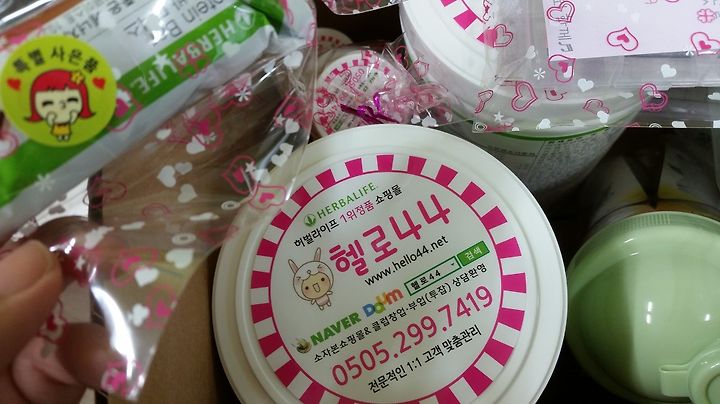 특별 사은품
HERBALIFE
HERBALIFE
허벌라이프 1위정품 쇼핑몰
헬로44
www.hello44.net
NAVER Daum 헬로44 검색
소자본쇼핑몰& 클럽창업·부업(투잡) 상담환영
0505.299.7419
전문적인 1:1 고객 맞춤관리